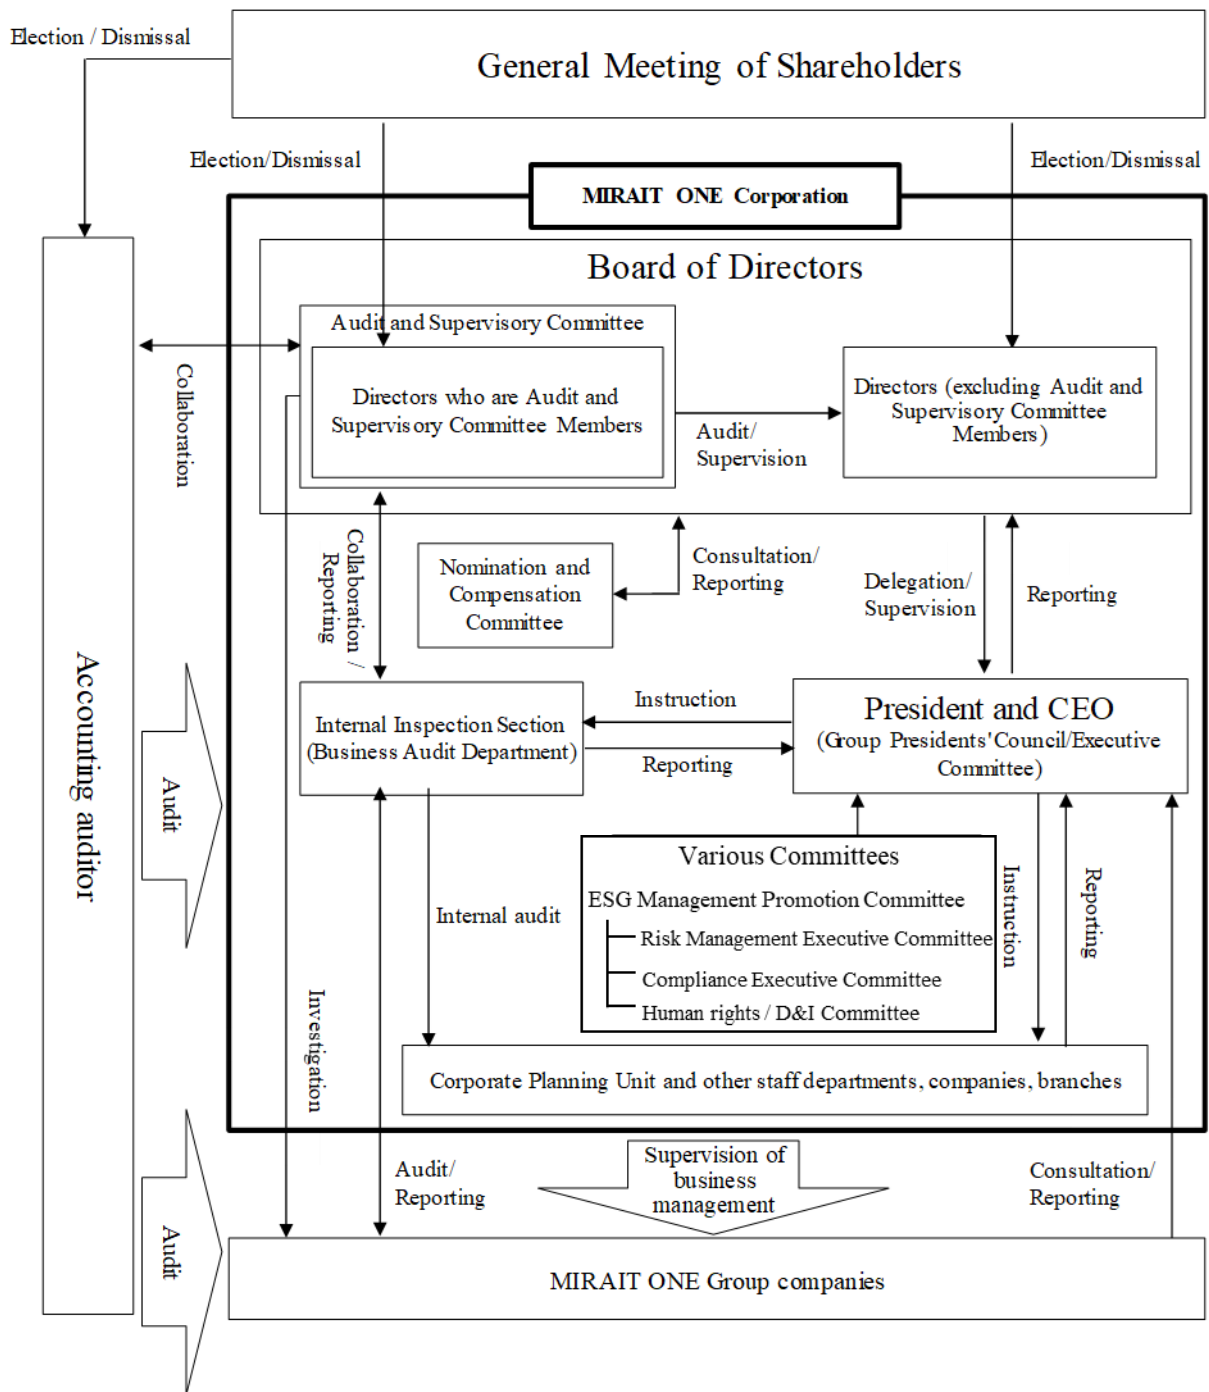 Election / Dismissal
General Meeting of Shareholders
Election/Dismissal
Election/Dismissal
MIRAIT ONE Corporation
Board of Directors
Audit and Supervisory Committee
Directors who are Audit and
Supervisory Committee Members
Audit/
Supervision
Directors (excluding Audit and
Supervisory Committee
Members)
Collaboration
Collaboration /
Reporting
Nomination and
Compensation
Committee
Consultation/
Reporting
Delegation/
Supervision
Reporting
Accounting auditor
Audit
Internal Inspection Section
(Business Audit Department)
Instruction
Reporting
President and CEO
(Group Presidents' Council/Executive
Committee)
Various Committees
ESG Management Promotion Committee
Risk Management Executive Committee
Compliance Executive Committee
Human rights / D&I Committee
Instruction
Reporting
Internal audit
Investigation
Corporate Planning Unit and other staff departments, companies, branches
Audit/
Reporting
Supervision of
business
management
Consultation/
Reporting
Audit
MIRAIT ONE Group companies